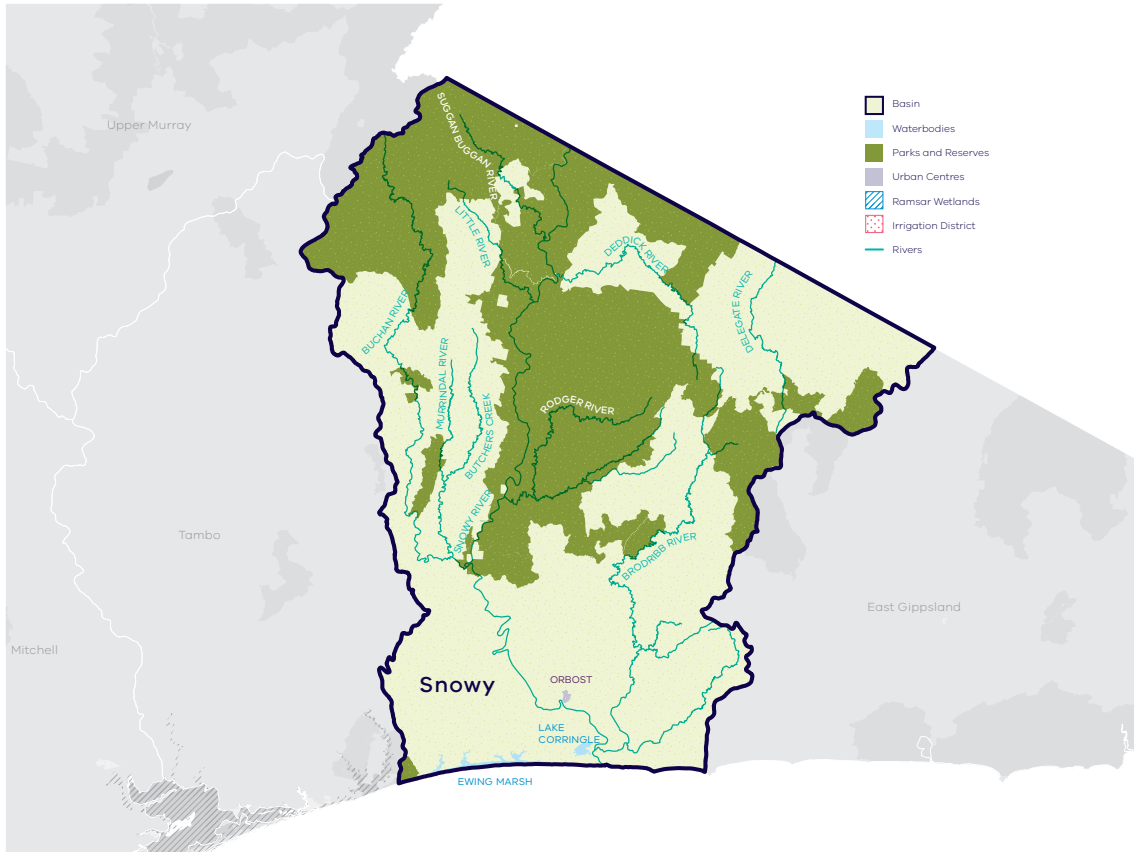 Basin
Waterbodies
Parks and Reserves
Urban Centres
Ramsar Wetlands
Irrigation District
Rivers
Upper Murray
SUGGAN BUGGAN RIVER
LITTLE RIVER
DEDDICK RIVER
DELEGATE RIVER
BUCHAN RIVER
MURRINDAL RIVER
BUTCHERS CREEK
RODGER RIVER
SNOWY RIVER
BRODRIBB RIVER
Tambo
East Gippsland
Mitchell
Snowy
ORBOST
LAKE
CORRINGLE
EWING MARSH